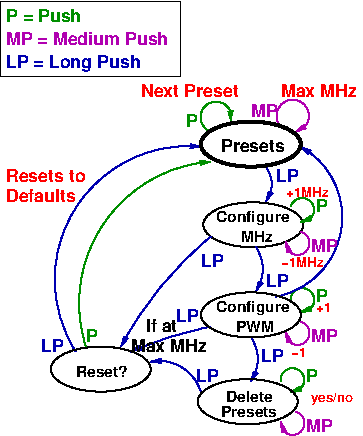 P = Push
MP = Medium Push
LP = Long Push
Next Preset
Max MHz
P
MP
Presets
Resets to
Defaults
LP
+1MHz
P
Configure
MHz
MP
-1MHz
LP
LP
P
+1
Configure
PWM
If at
Max MHz
MP
-1
LP
P
LP
LP
Reset?
LP
P
Delete
Presets
yes/no
MP